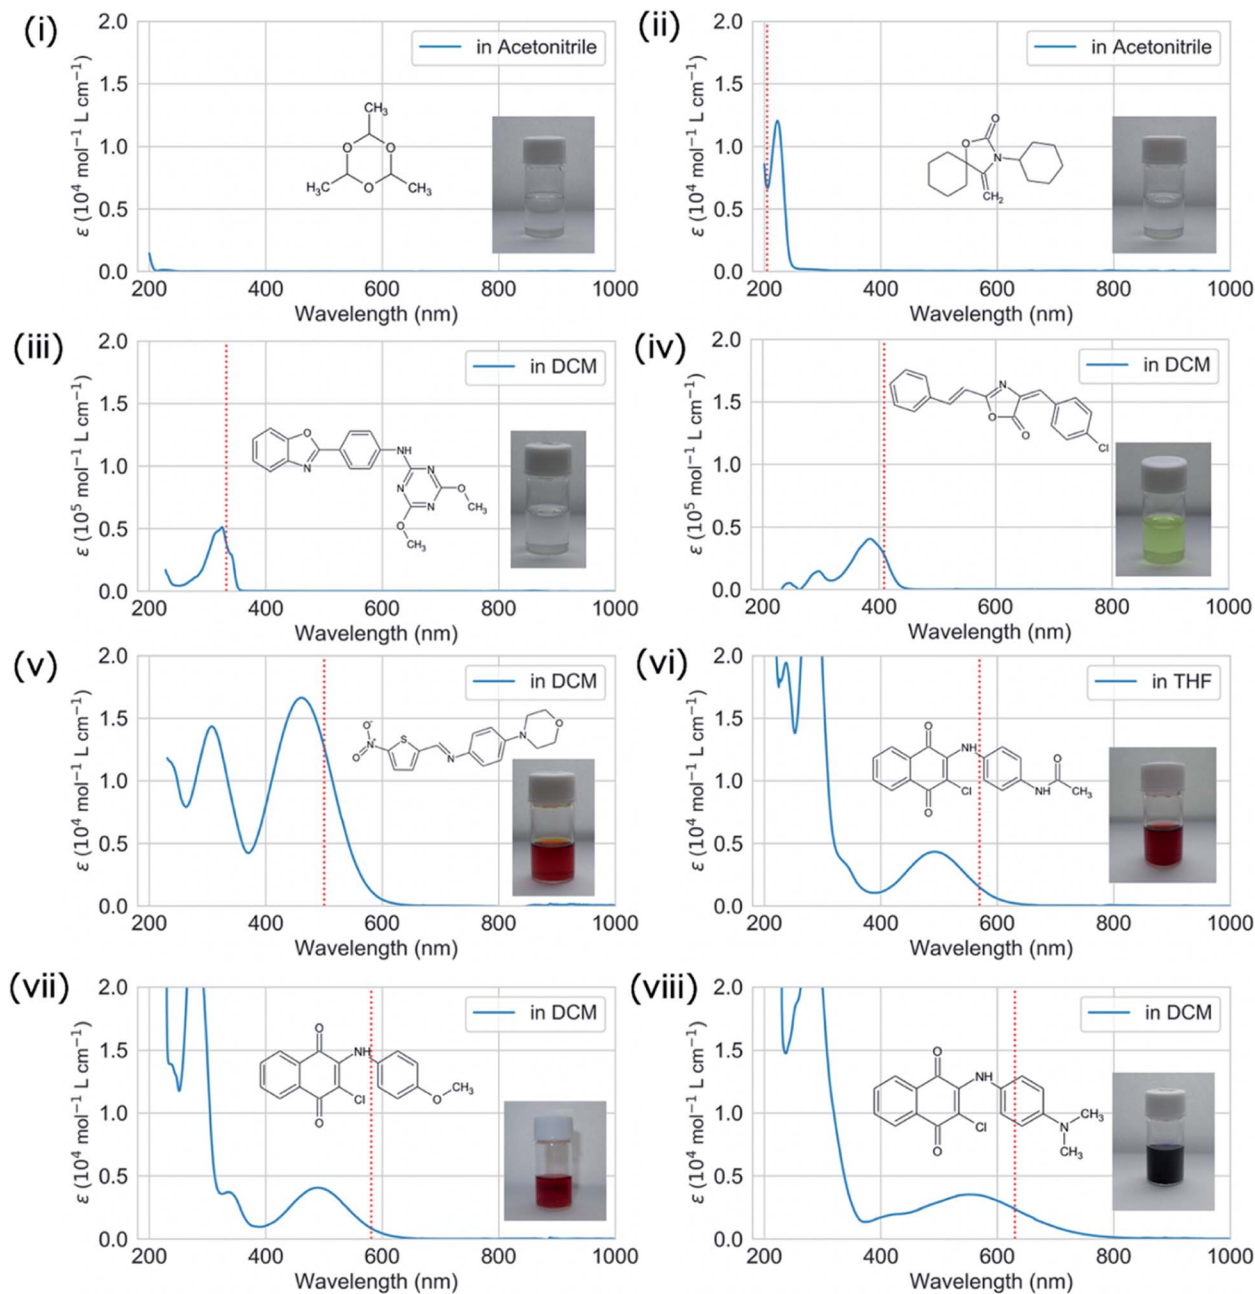 (i)
2.0
1.5
1.0
0.5
0.0
ε (10⁴ mol⁻¹ L cm⁻¹)
in Acetonitrile
CH₃
O
O
H₃C
O
CH₃
200
400
600
800
1000
Wavelength (nm)
(ii)
2.0
1.5
1.0
0.5
0.0
ε (10⁴ mol⁻¹ L cm⁻¹)
in Acetonitrile
O
O
N
CH₂
200
400
600
800
1000
Wavelength (nm)
(iii)
2.0
1.5
1.0
0.5
0.0
ε (10⁵ mol⁻¹ L cm⁻¹)
in DCM
O
N
NH
N
N
N
O
CH₃
O
CH₃
200
400
600
800
1000
Wavelength (nm)
(iv)
2.0
1.5
1.0
0.5
0.0
ε (10⁵ mol⁻¹ L cm⁻¹)
in DCM
N
O
O
Cl
200
400
600
800
1000
Wavelength (nm)
(v)
2.0
1.5
1.0
0.5
0.0
ε (10⁴ mol⁻¹ L cm⁻¹)
in DCM
O⁻
N⁺
O
S
N
N
O
200
400
600
800
1000
Wavelength (nm)
(vi)
2.0
1.5
1.0
0.5
0.0
ε (10⁴ mol⁻¹ L cm⁻¹)
in THF
O
NH
Cl
O
O
NH
CH₃
200
400
600
800
1000
Wavelength (nm)
(vii)
2.0
1.5
1.0
0.5
0.0
ε (10⁴ mol⁻¹ L cm⁻¹)
in DCM
O
NH
Cl
O
O
CH₃
200
400
600
800
1000
Wavelength (nm)
(viii)
2.0
1.5
1.0
0.5
0.0
ε (10⁴ mol⁻¹ L cm⁻¹)
in DCM
O
NH
Cl
O
N
CH₃
CH₃
200
400
600
800
1000
Wavelength (nm)